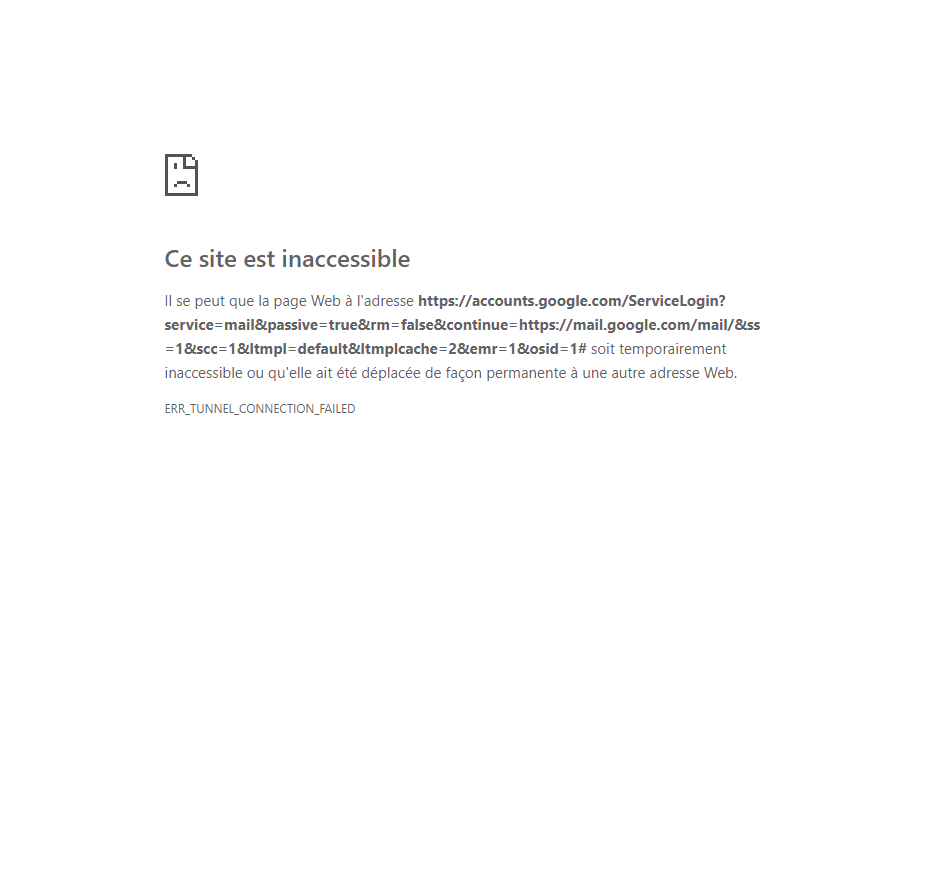 Ce site est inaccessible
Il se peut que la page Web à l'adresse https://accounts.google.com/ServiceLogin?
service=mail&passive=true&rm=false&continue=https://mail.google.com/mail/&ss
=1&scc=1&ltmpl=default&ltmplcache=2&emr=1&osid=1# soit temporairement
inaccessible ou qu'elle ait été déplacée de façon permanente à une autre adresse Web.
ERR_TUNNEL_CONNECTION_FAILED